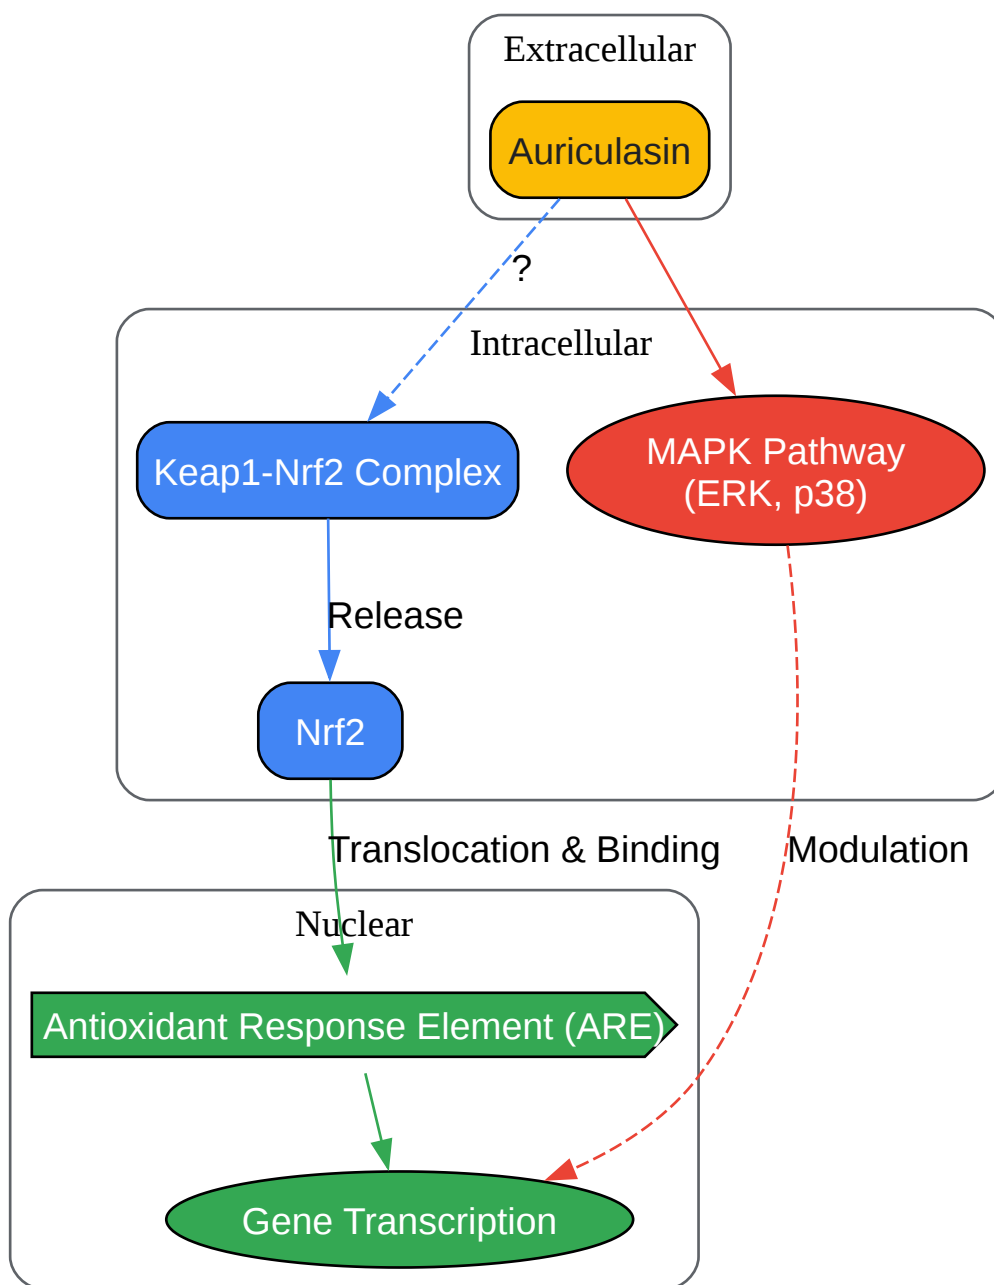 Extracellular
Auriculasin
?
Intracellular
Keap1-Nrf2 Complex
MAPK Pathway
(ERK, p38)
Release
Nrf2
Translocation & Binding
Modulation
Nuclear
Antioxidant Response Element (ARE)
Gene Transcription